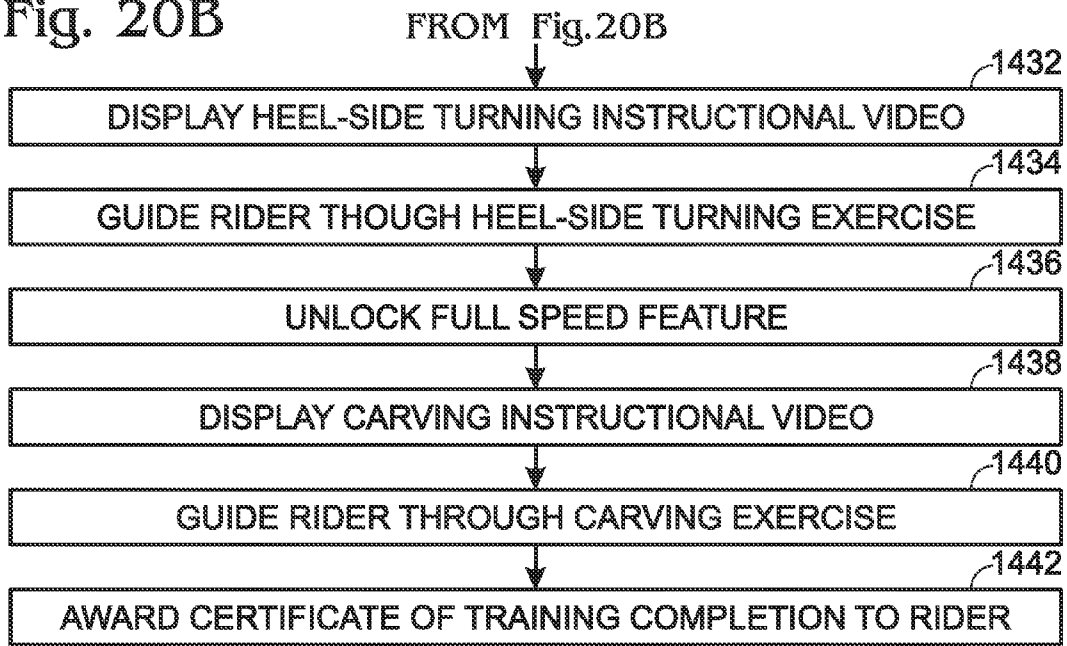 Fig. 20B
FROM Fig.20B
1432
DISPLAY HEEL-SIDE TURNING INSTRUCTIONAL VIDEO
1434
GUIDE RIDER THOUGH HEEL-SIDE TURNING EXERCISE
1436
UNLOCK FULL SPEED FEATURE
1438
DISPLAY CARVING INSTRUCTIONAL VIDEO
1440
GUIDE RIDER THROUGH CARVING EXERCISE
1442
AWARD CERTIFICATE OF TRAINING COMPLETION TO RIDER